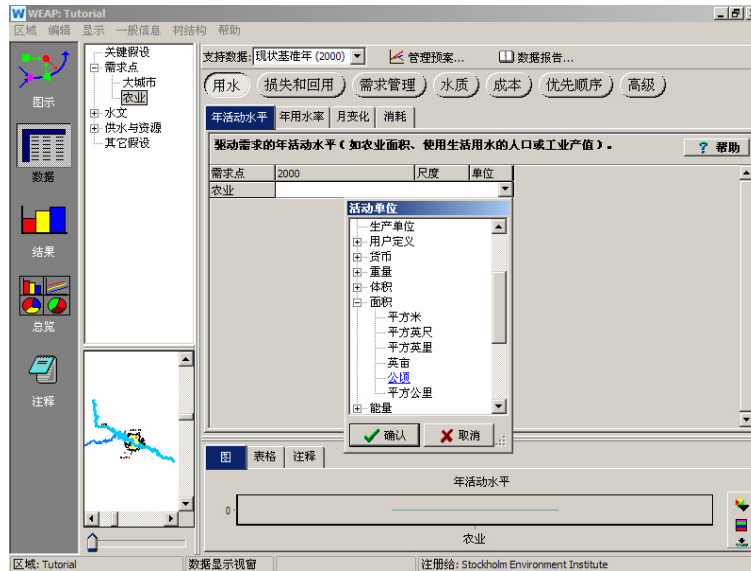 WEAP: Tutorial
区域 编辑 显示 一般信息 树结构 帮助
图示
数据
结果
总览
注释
关键假设
需求点
大城市
农业
水文
供水与资源
其它假设
支持数据: 现状基准年 (2000) 管理预案... 数据报告...
用水 损失和回用 需求管理 水质 成本 优先顺序 高级
年活动水平 年用水率 月变化 消耗
驱动需求的年活动水平 ( 如农业面积、使用生活用水的人口或工业产值 ) 。 ? 帮助
需求点 2000 尺度 单位
农业
活动单位
生产单位
用户定义
货币
重量
体积
面积
平方米
平方英尺
平方英里
英亩
公顷
平方公里
能量
确认 取消
图 表格 注释
年活动水平
0
农业
区域: Tutorial 数据显示视窗 注册给: Stockholm Environment Institute